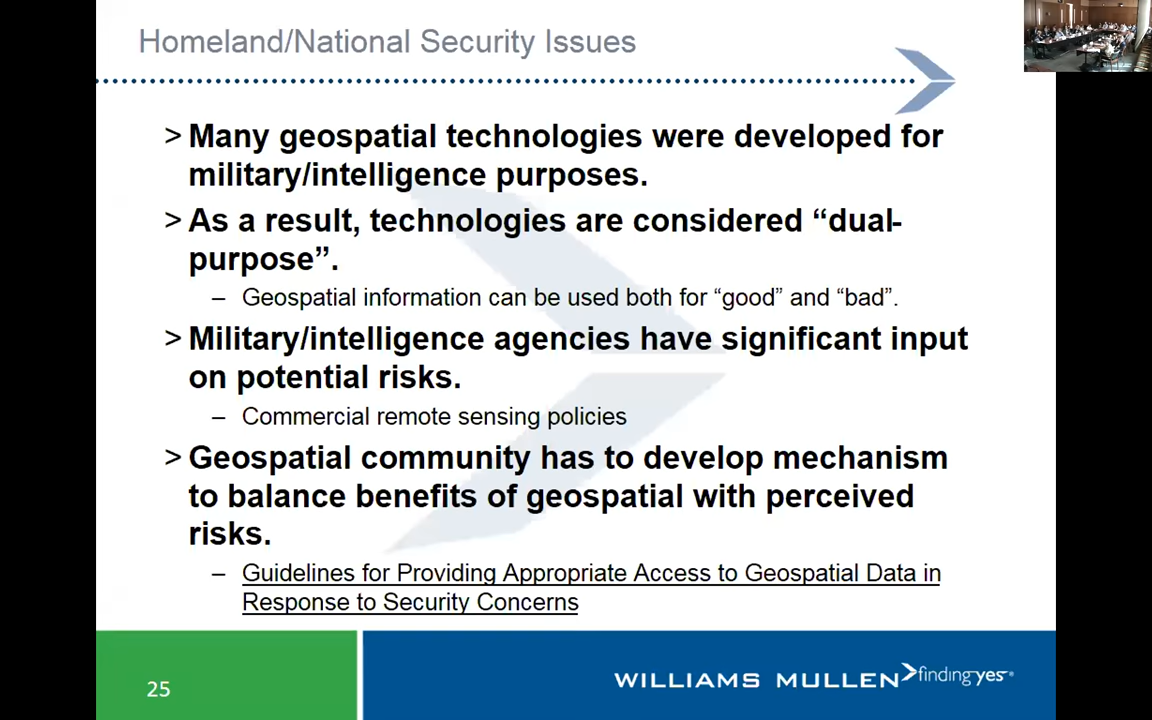 Homeland/National Security Issues
> Many geospatial technologies were developed for
military/intelligence purposes.
> As a result, technologies are considered “dual-
purpose”.
– Geospatial information can be used both for “good” and “bad”.
> Military/intelligence agencies have significant input
on potential risks.
– Commercial remote sensing policies
> Geospatial community has to develop mechanism
to balance benefits of geospatial with perceived
risks.
– Guidelines for Providing Appropriate Access to Geospatial Data in
Response to Security Concerns
25
WILLIAMS MULLEN finding yes®